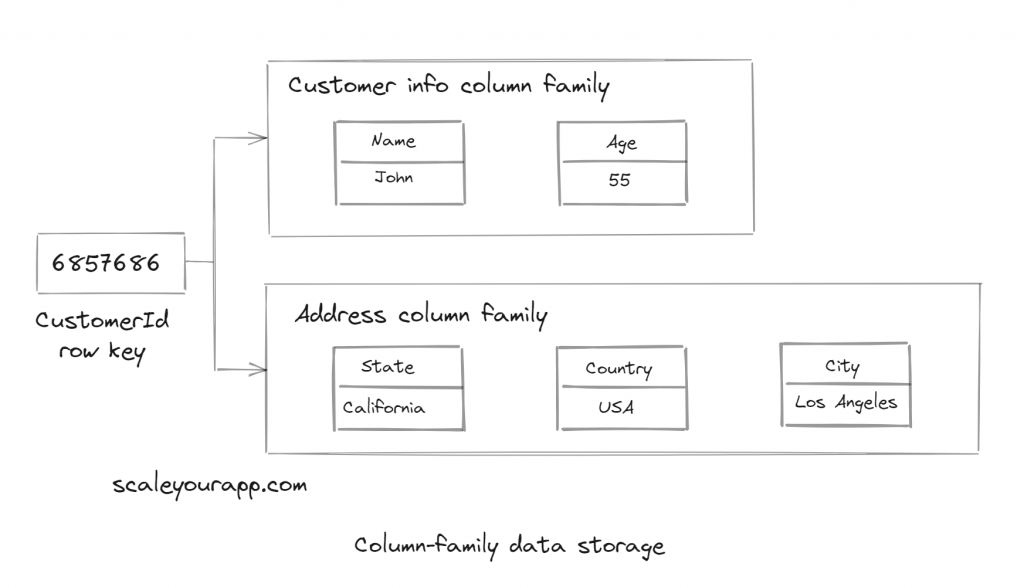 Customer info column family
Name
Age
John
55
6857686
CustomerId
row key
Address column family
State
Country
City
California
USA
Los Angeles
scaleyourapp.com
Column-family data storage